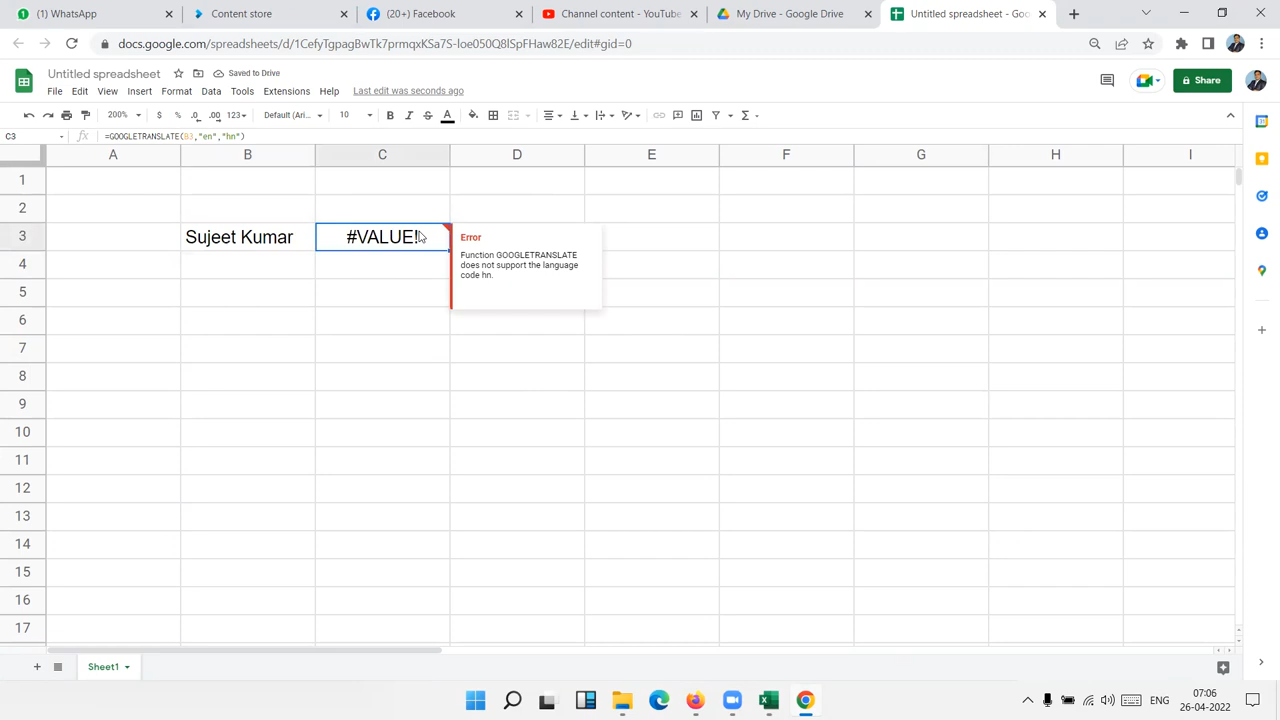 (1) WhatsApp
Content store
(20+) Facebook
Channel content - YouTube
My Drive - Google Drive
Untitled spreadsheet - Goo
docs.google.com/spreadsheets/d/1CefyTgpagBwTk7prmqxKSa7S-loe050Q8lSpFHw82E/edit#gid=0
Untitled spreadsheet
Saved to Drive
File Edit View Insert Format Data Tools Extensions Help Last edit was seconds ago
Share
200% $ % .0 .00 123 Default (Ari... 10
C3 =GOOGLETRANSLATE(B3,"en","hn")
A B C D E F G H I
1
2
3 Sujeet Kumar #VALUE!
Error
Function GOOGLETRANSLATE
does not support the language
code hn.
4
5
6
7
8
9
10
11
12
13
14
15
16
17
Sheet1
ENG
07:06
26-04-2022